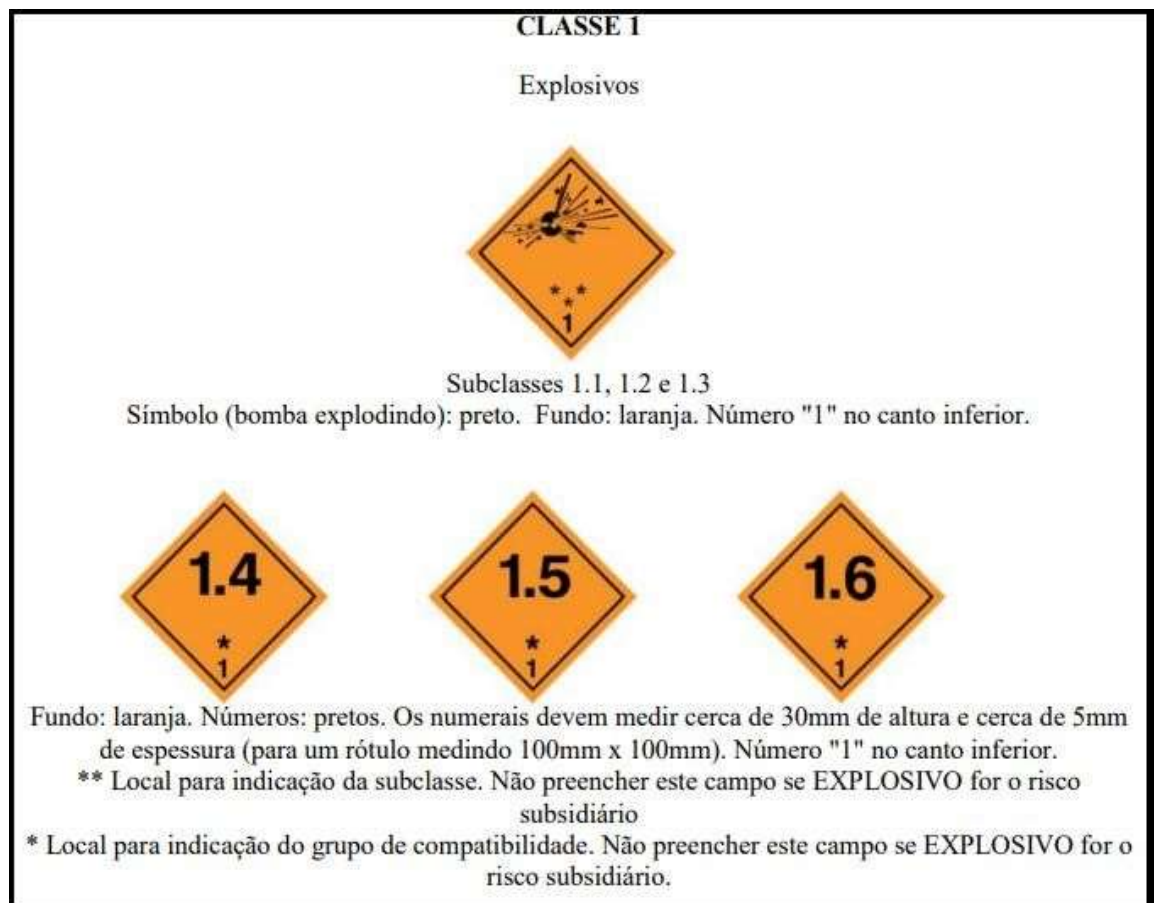 CLASSE 1
Explosivos
* *
*
1
Subclasses 1.1, 1.2 e 1.3
Símbolo (bomba explodindo): preto. Fundo: laranja. Número "1" no canto inferior.
1.4
*
1
1.5
*
1
1.6
*
1
Fundo: laranja. Números: pretos. Os numerais devem medir cerca de 30mm de altura e cerca de 5mm
de espessura (para um rótulo medindo 100mm x 100mm). Número "1" no canto inferior.
** Local para indicação da subclasse. Não preencher este campo se EXPLOSIVO for o risco
subsidiário
* Local para indicação do grupo de compatibilidade. Não preencher este campo se EXPLOSIVO for o
risco subsidiário.